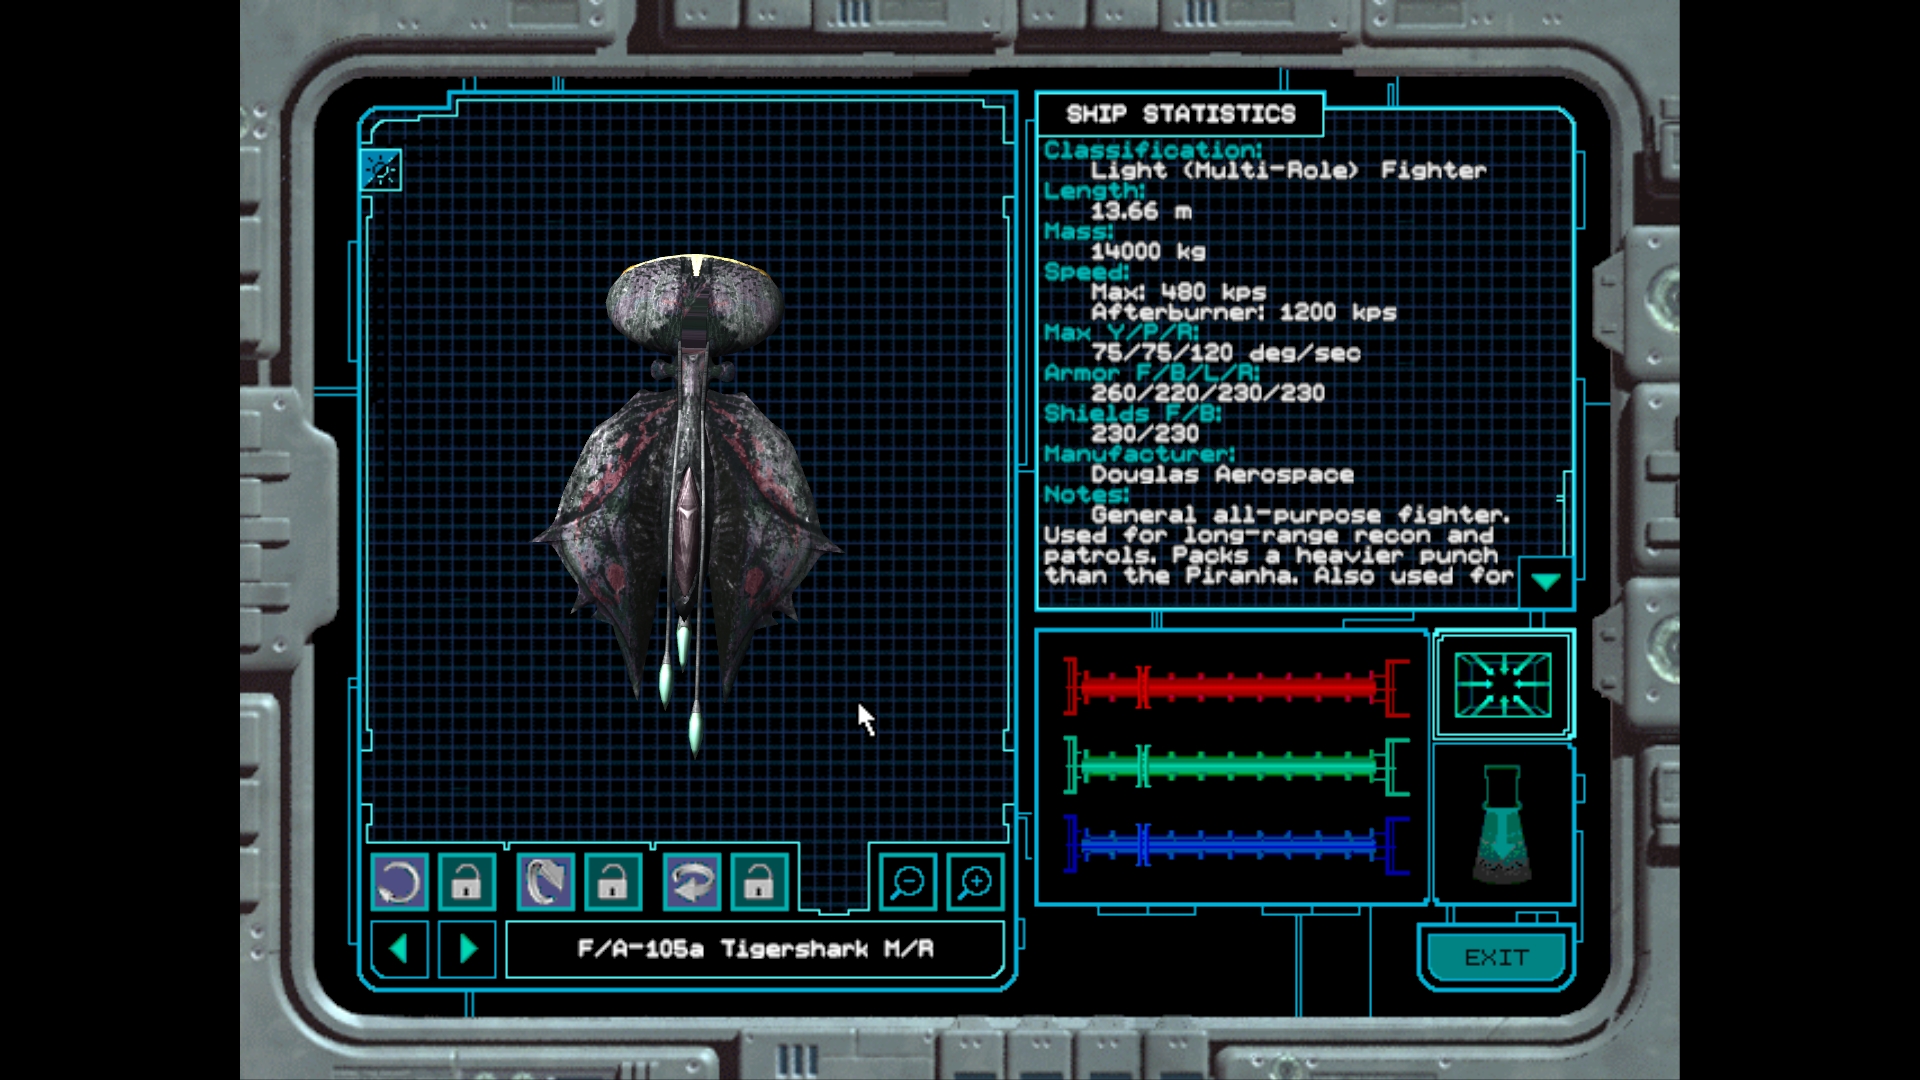 SHIP STATISTICS
Classification:
Light (Multi-Role) Fighter
Length:
13.66 m
Mass:
14000 kg
Speed:
Max: 480 kps
Afterburner: 1200 kps
Max Y/P/R:
75/75/120 deg/sec
Armor F/B/L/R:
260/220/230/230
Shields F/B:
230/230
Manufacturer:
Douglas Aerospace
Notes:
General all-purpose fighter.
Used for long-range recon and
patrols. Packs a heavier punch
than the Piranha. Also used for
F/A-105a Tigershark M/R
EXIT